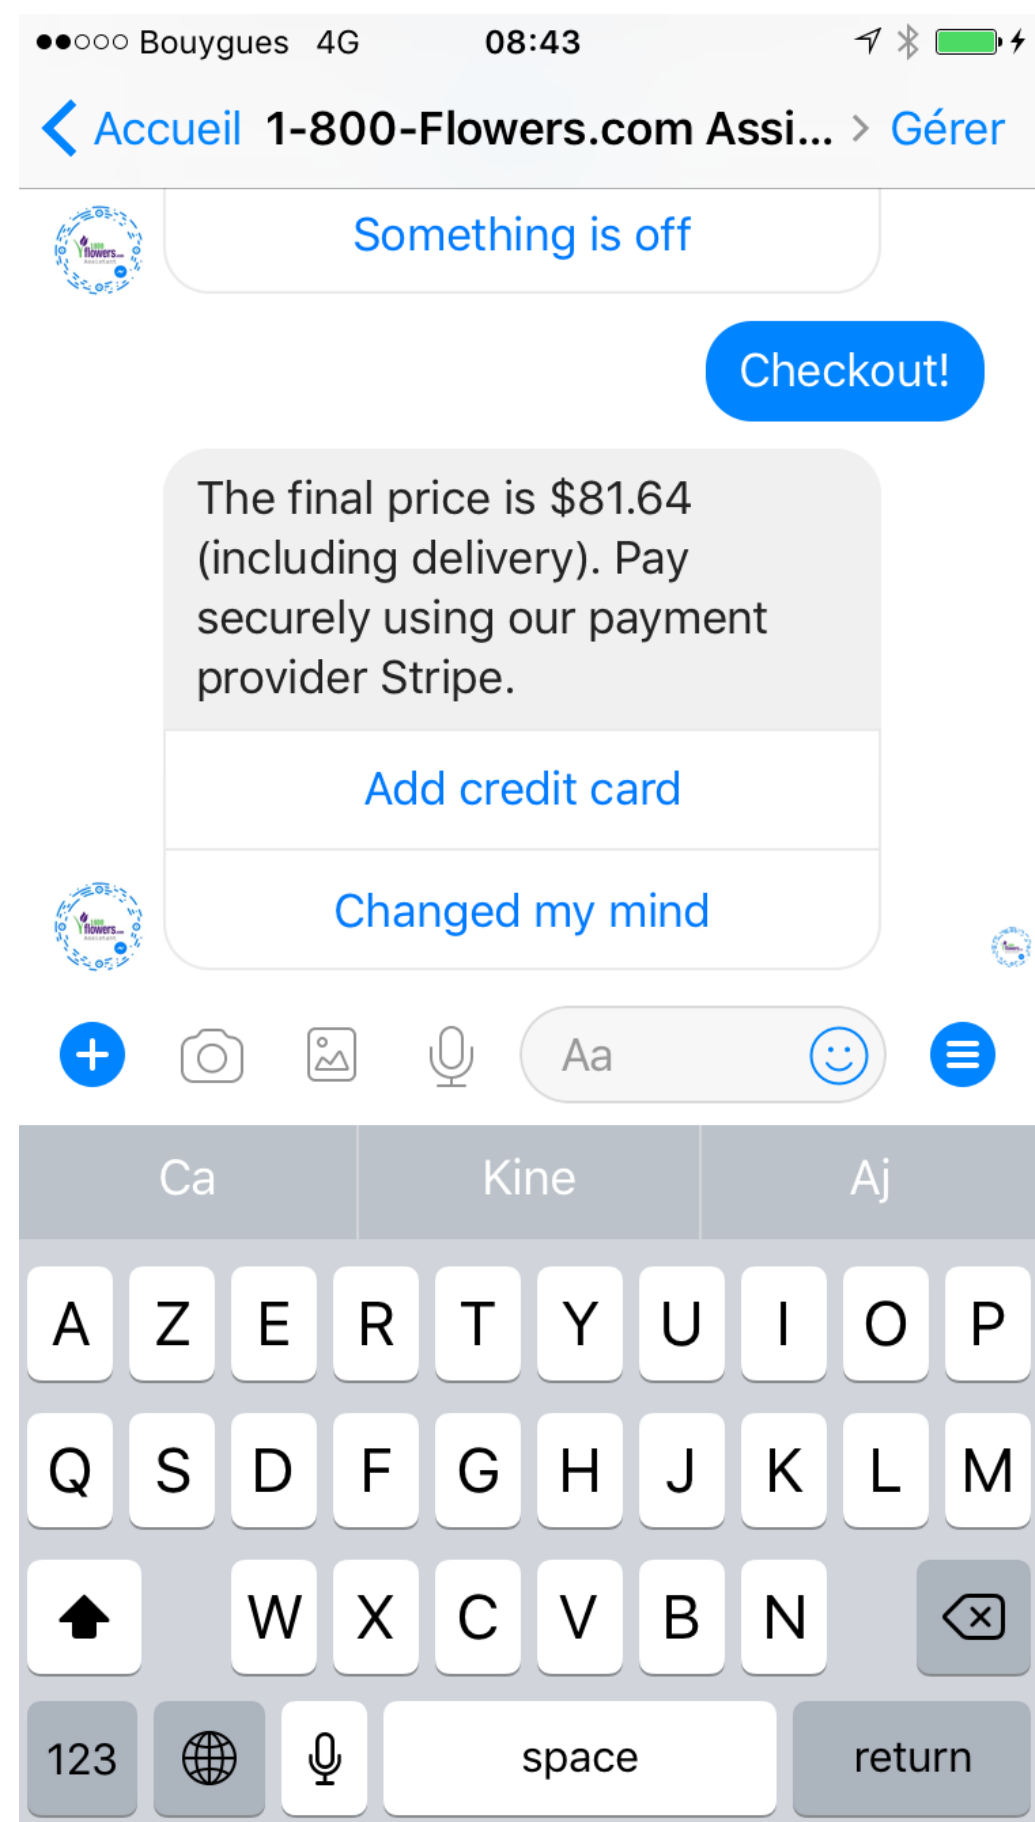 Bouygues 4G 08:43
Accueil 1-800-Flowers.com Assi... > Gérer
Something is off
flowers
Checkout!
The final price is $81.64
(including delivery). Pay
securely using our payment
provider Stripe.
Add credit card
Changed my mind
flowers
Aa
Ca Kine Aj
A Z E R T Y U I O P
Q S D F G H J K L M
W X C V B N
123 space return